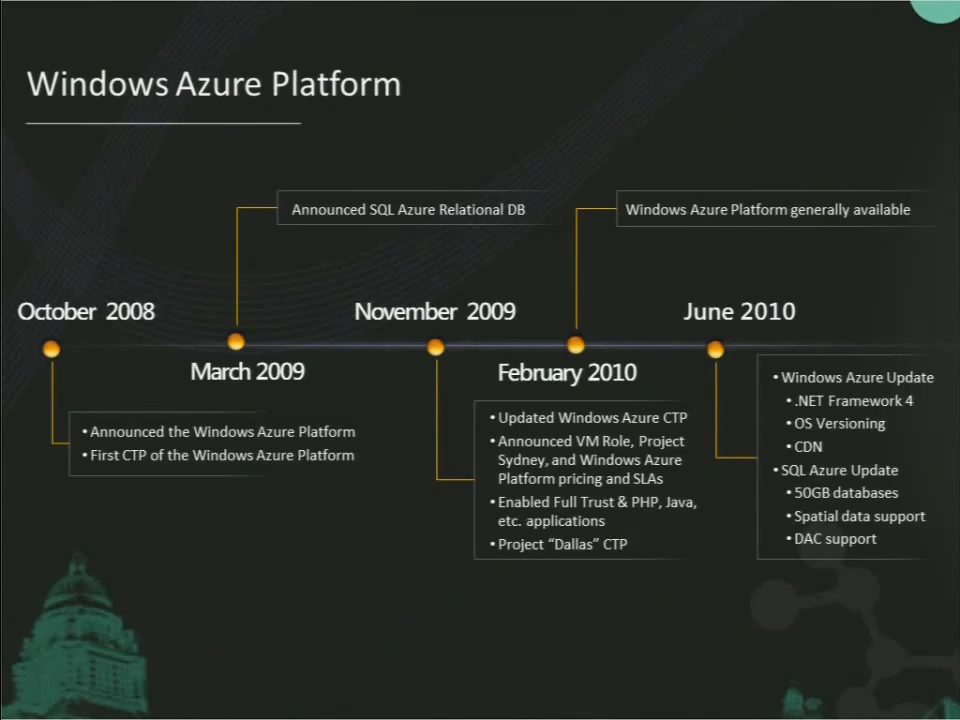 Windows Azure Platform
Announced SQL Azure Relational DB
Windows Azure Platform generally available
October 2008
November 2009
June 2010
March 2009
February 2010
• Announced the Windows Azure Platform
• First CTP of the Windows Azure Platform
• Updated Windows Azure CTP
• Announced VM Role, Project
Sydney, and Windows Azure
Platform pricing and SLAs
• Enabled Full Trust & PHP, Java,
etc. applications
• Project “Dallas” CTP
• Windows Azure Update
• .NET Framework 4
• OS Versioning
• CDN
• SQL Azure Update
• 50GB databases
• Spatial data support
• DAC support